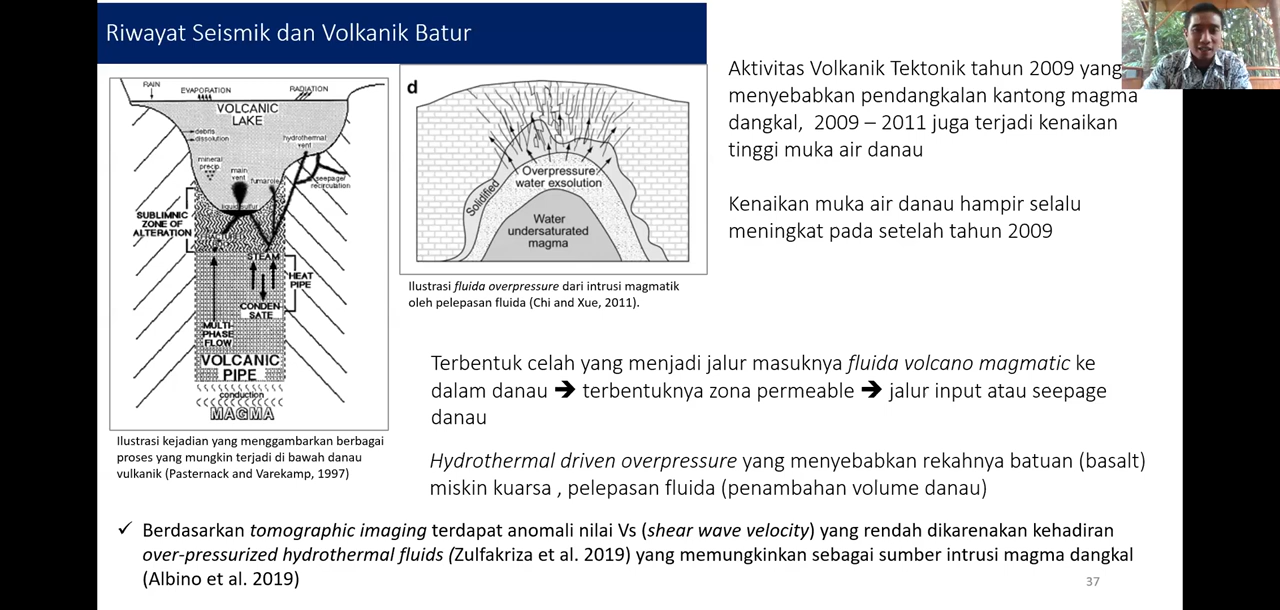 Riwayat Seismik dan Volkanik Batur
RAIN
EVAPORATION
RADIATION
VOLCANIC
LAKE
debris
dissolution
hydrothermal
vent
mineral
precip.
main
vent
fumarole
seepage/
recirculation
liquid sulfur
SUBLIMNIC
ZONE OF
ALTERATION
STEAM
HEAT
PIPE
CONDEN
SATE
MULTI-
PHASE
FLOW
VOLCANIC
PIPE
conduction
MAGMA
Ilustrasi kejadian yang menggambarkan berbagai
proses yang mungkin terjadi di bawah danau
vulkanik (Pasternack and Varekamp, 1997)
d
Overpressure:
water exsolution
Solidified
Water
undersaturated
magma
Ilustrasi fluida overpressure dari intrusi magmatik
oleh pelepasan fluida (Chi and Xue, 2011).
Aktivitas Volkanik Tektonik tahun 2009 yang
menyebabkan pendangkalan kantong magma
dangkal, 2009 – 2011 juga terjadi kenaikan
tinggi muka air danau
Kenaikan muka air danau hampir selalu
meningkat pada setelah tahun 2009
Terbentuk celah yang menjadi jalur masuknya fluida volcano magmatic ke
dalam danau ➔ terbentuknya zona permeable ➔ jalur input atau seepage
danau
Hydrothermal driven overpressure yang menyebabkan rekahnya batuan (basalt)
miskin kuarsa , pelepasan fluida (penambahan volume danau)
✓ Berdasarkan tomographic imaging terdapat anomali nilai Vs (shear wave velocity) yang rendah dikarenakan kehadiran
over-pressurized hydrothermal fluids (Zulfakriza et al. 2019) yang memungkinkan sebagai sumber intrusi magma dangkal
(Albino et al. 2019)
37